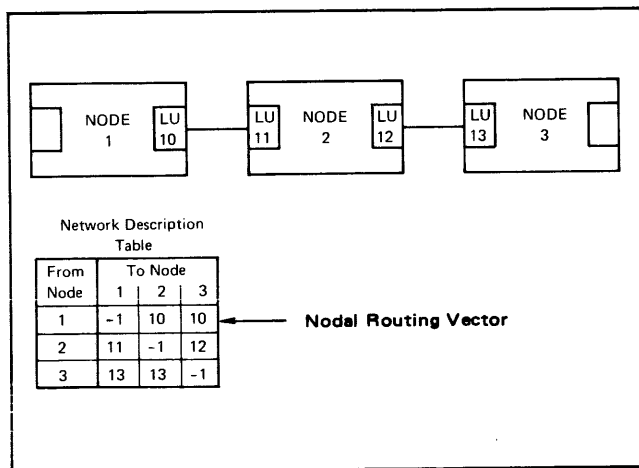 NODE 1
LU 10
LU 11
NODE 2
LU 12
LU 13
NODE 3
Network Description
Table
From Node
To Node
1 2 3
1 -1 10 10
Nodal Routing Vector
2 11 -1 12
3 13 13 -1